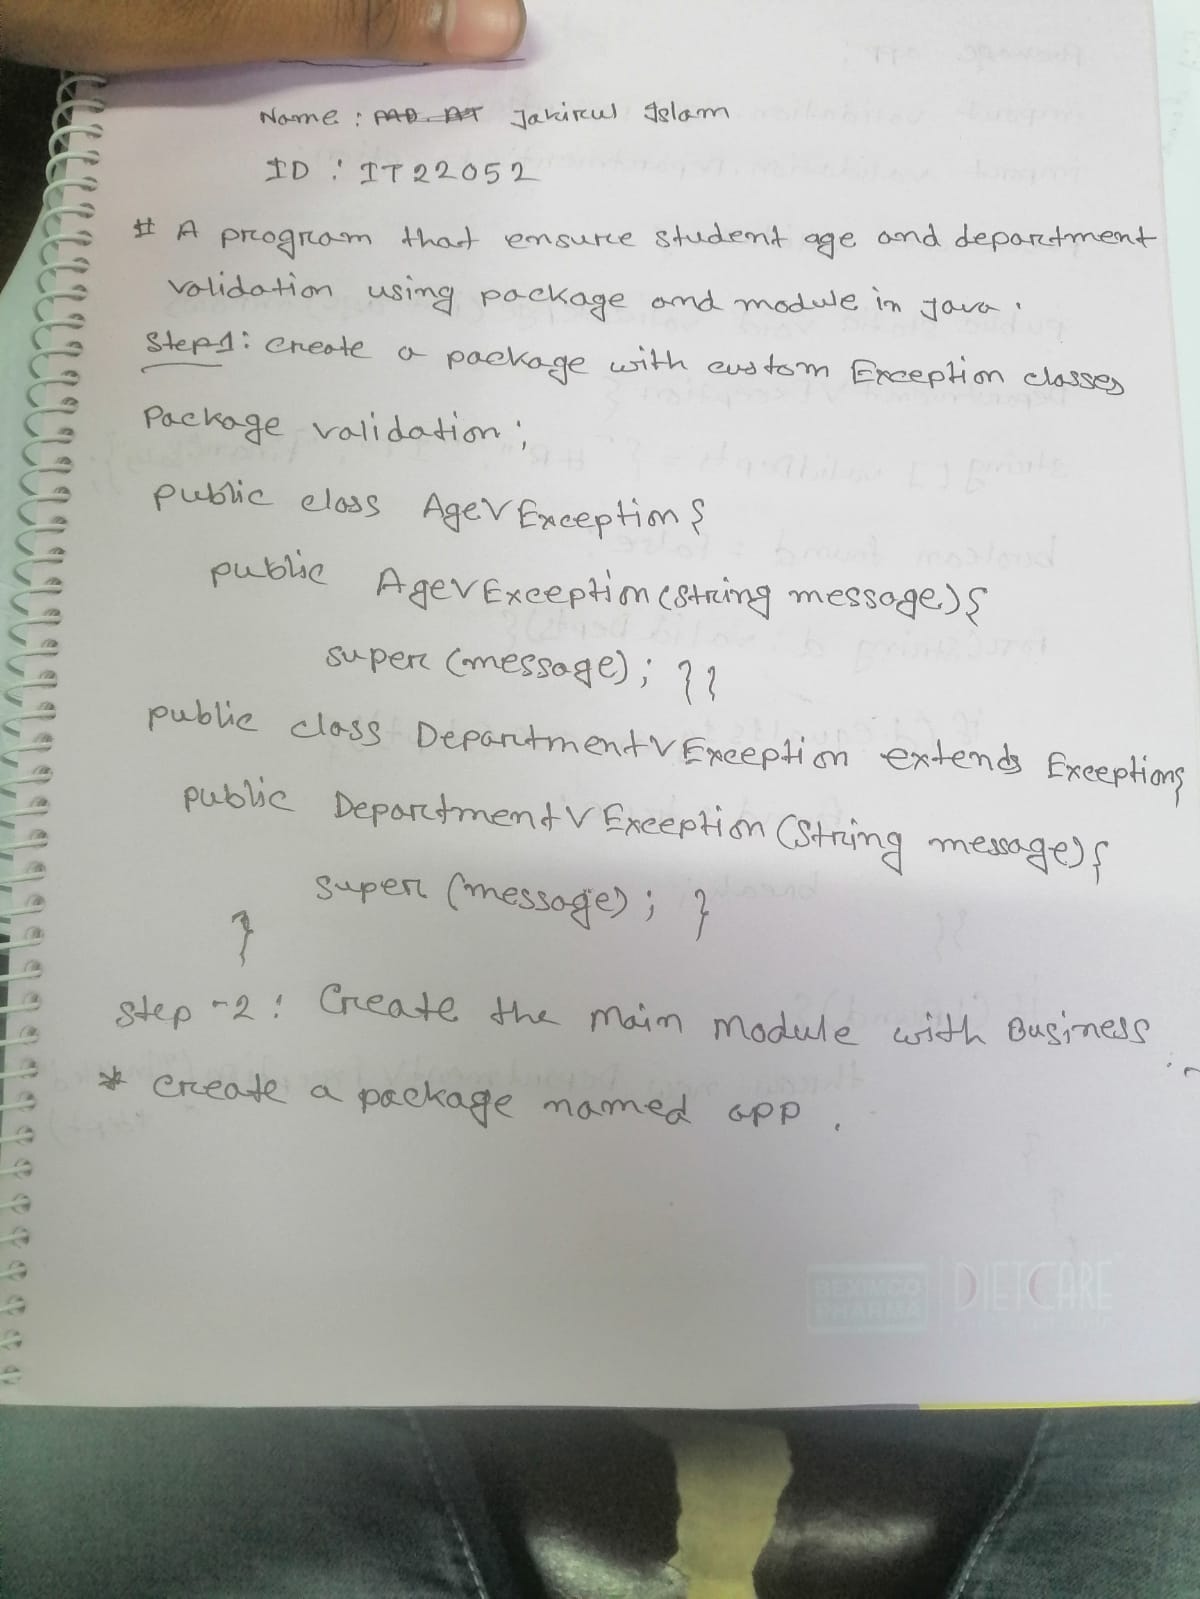 Name : Jakirul Islam
ID : IT22052
# A program that ensure student age and department
validation using package and module in Java.
Step1: Create a package with custom Exception classes
Package validation;
public class AgeVException{
public AgeVException(String message){
super(message); }}
public class DepartmentVException extends Exception{
public DepartmentVException(String message){
super(message); }
}
Step-2: Create the main module with Business
* Create a package named app.
BEXIMCO
PHARMA
DIETCARE